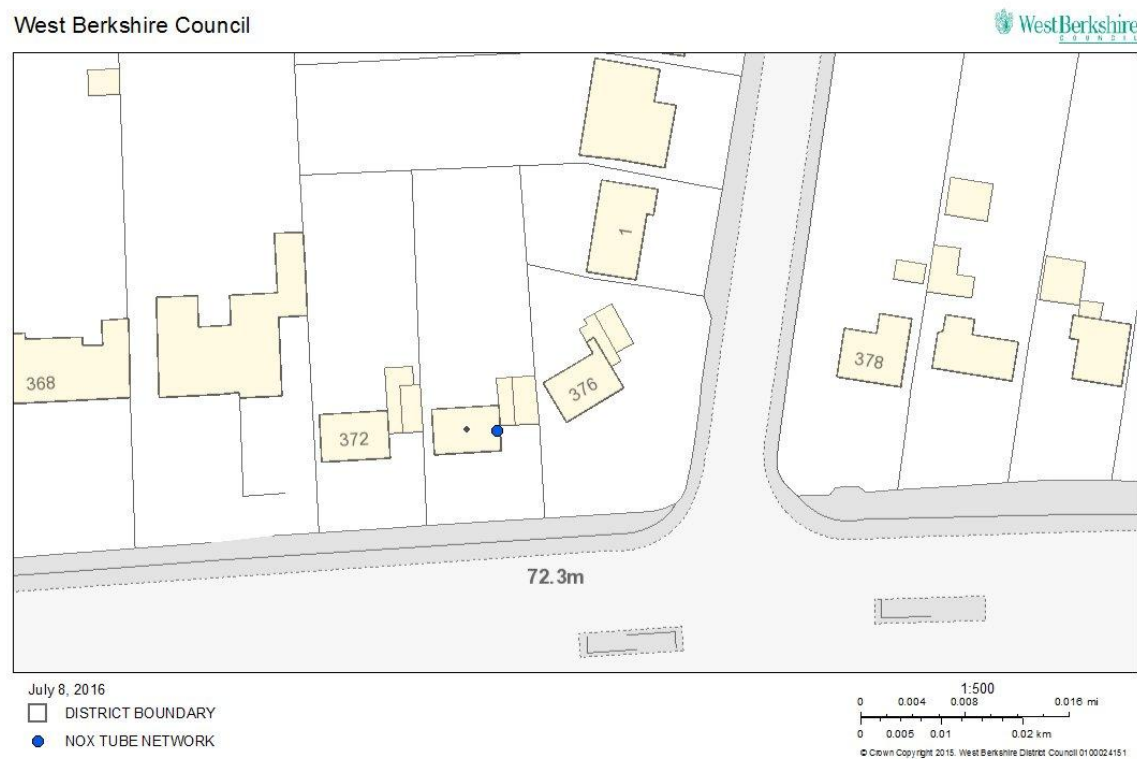 West Berkshire Council
West Berkshire
COUNCIL
1
368
376
378
372
72.3m
July 8, 2016
DISTRICT BOUNDARY
NOX TUBE NETWORK
1:500
0 0.004 0.008 0.016 mi
0 0.005 0.01 0.02 km
© Crown Copyright 2015. West Berkshire District Council 0100024151